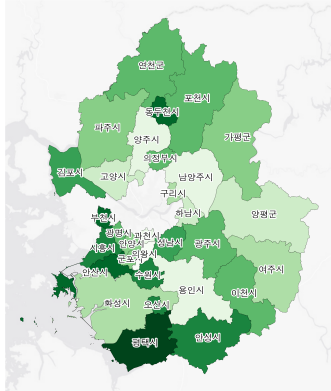 연천군
포천시
동두천시
파주시
양주시
가평군
의정부시
김포시
고양시
남양주시
구리시
하남시
양평군
부천시
광명시
과천시
안양시
성남시
광주시
시흥시
군포시
의왕시
안산시
수원시
여주시
이천시
용인시
화성시
오산시
평택시
안성시